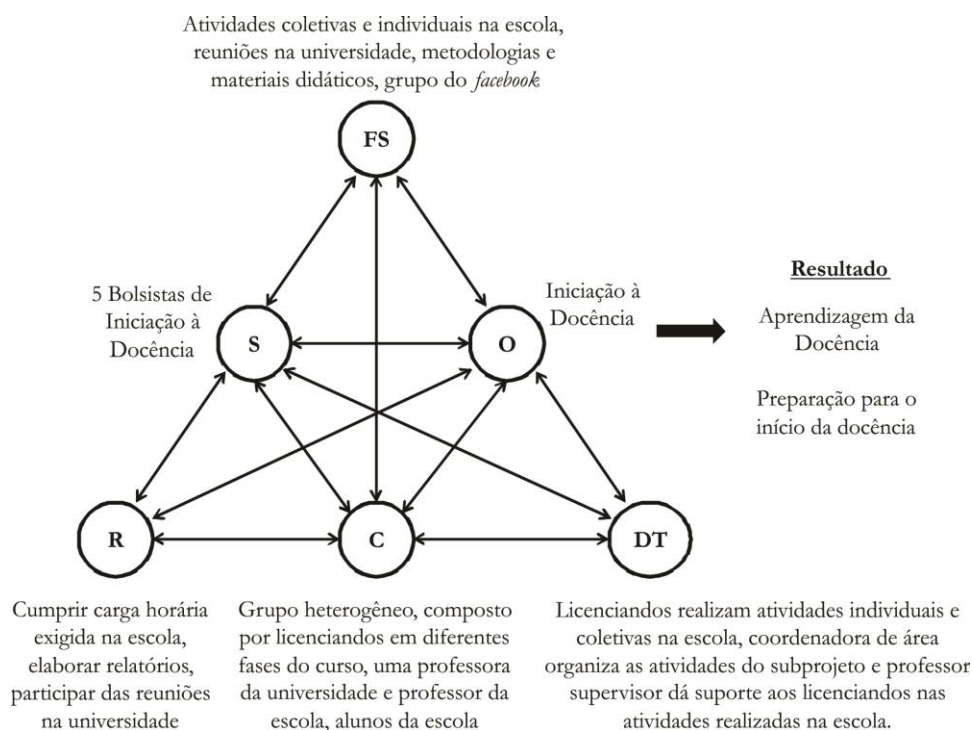 Atividades coletivas e individuais na escola,
reuniões na universidade, metodologias e
materiais didáticos, grupo do facebook
FS
5 Bolsistas de
Iniciação à
Docência
S
O
Iniciação à
Docência
Resultado
Aprendizagem da
Docência
Preparação para o
início da docência
R
C
DT
Cumprir carga horária
exigida na escola,
elaborar relatórios,
participar das reuniões
na universidade
Grupo heterogêneo, composto
por licenciandos em diferentes
fases do curso, uma professora
da universidade e professor da
escola, alunos da escola
Licenciandos realizam atividades individuais e
coletivas na escola, coordenadora de área
organiza as atividades do subprojeto e professor
supervisor dá suporte aos licenciandos nas
atividades realizadas na escola.